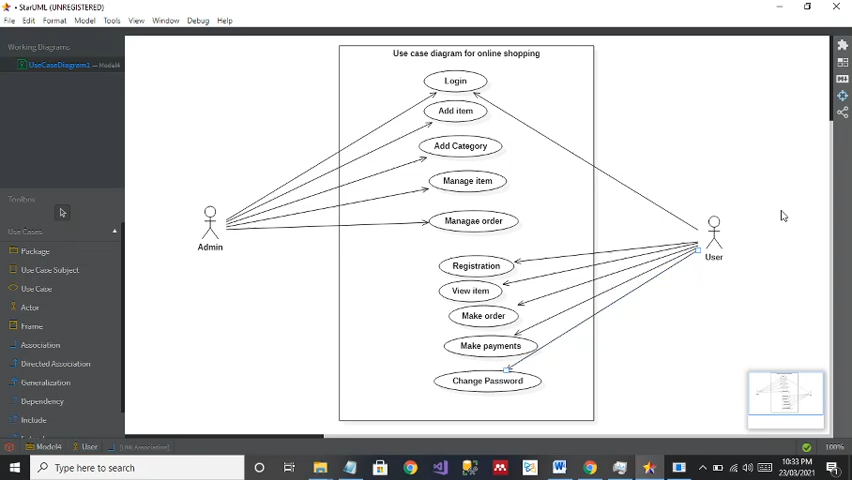 StarUML (UNREGISTERED)
File Edit Format Model Tools View Window Debug Help
Working Diagrams
UseCaseDiagram1 — Model4
Toolbox
Use Cases
Package
Use Case Subject
Use Case
Actor
Frame
Association
Directed Association
Generalization
Dependency
Include
Use case diagram for online shopping
Login
Add item
Add Category
Manage item
Managae order
Registration
View item
Make order
Make payments
Change Password
Admin
User
Model4 User (Link Association)
100%
Type here to search
10:33 PM
23/03/2021